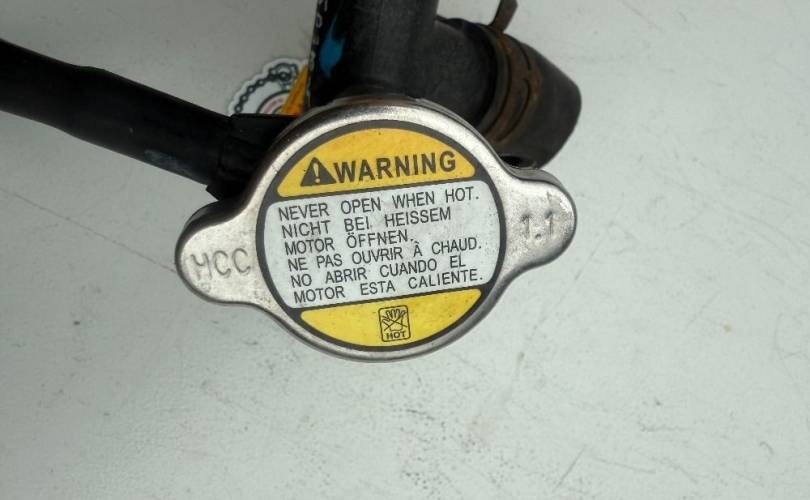 WARNING
NEVER OPEN WHEN HOT.
NICHT BEI HEISSEM
MOTOR ÖFFNEN.
NE PAS OUVRIR À CHAUD.
NO ABRIR CUANDO EL
MOTOR ESTA CALIENTE.
HCC
1.1
HOT